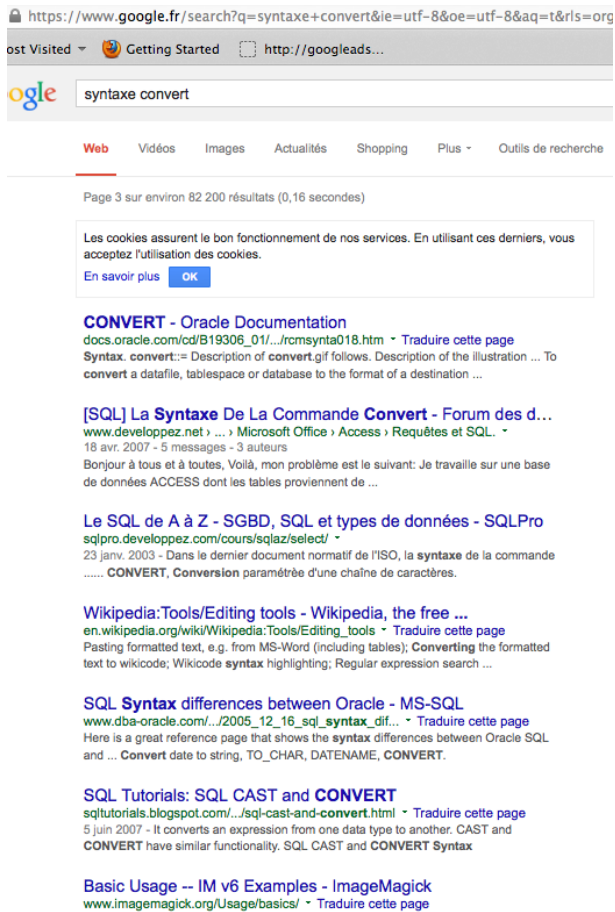 https://www.google.fr/search?q=syntaxe+convert&ie=utf-8&oe=utf-8&aq=t&rls=org
ost Visited Getting Started http://googleads...
ogle syntaxe convert
Web Vidéos Images Actualités Shopping Plus Outils de recherche
Page 3 sur environ 82 200 résultats (0,16 secondes)
Les cookies assurent le bon fonctionnement de nos services. En utilisant ces derniers, vous
acceptez l'utilisation des cookies.
En savoir plus OK
CONVERT - Oracle Documentation
docs.oracle.com/cd/B19306_01/.../rcmsynta018.htm Traduire cette page
Syntax. convert::= Description of convert.gif follows. Description of the illustration ... To
convert a datafile, tablespace or database to the format of a destination ...
[SQL] La Syntaxe De La Commande Convert - Forum des d...
www.developpez.net › ... › Microsoft Office › Access › Requêtes et SQL.
18 avr. 2007 - 5 messages - 3 auteurs
Bonjour à tous et à toutes, Voilà, mon problème est le suivant: Je travaille sur une base
de données ACCESS dont les tables proviennent de ...
Le SQL de A à Z - SGBD, SQL et types de données - SQLPro
sqlpro.developpez.com/cours/sqlaz/select/
23 janv. 2003 - Dans le dernier document normatif de l'ISO, la syntaxe de la commande
...... CONVERT, Conversion paramétrèe d'une chaîne de caractères.
Wikipedia:Tools/Editing tools - Wikipedia, the free ...
en.wikipedia.org/wiki/Wikipedia:Tools/Editing_tools Traduire cette page
Pasting formatted text, e.g. from MS-Word (including tables); Converting the formatted
text to wikicode; Wikicode syntax highlighting; Regular expression search ...
SQL Syntax differences between Oracle - MS-SQL
www.dba-oracle.com/.../2005_12_16_sql_syntax_dif... Traduire cette page
Here is a great reference page that shows the syntax differences between Oracle SQL
and ... Convert date to string, TO_CHAR, DATENAME, CONVERT.
SQL Tutorials: SQL CAST and CONVERT
sqltutorials.blogspot.com/.../sql-cast-and-convert.html Traduire cette page
5 juin 2007 - It converts an expression from one data type to another. CAST and
CONVERT have similar functionality. SQL CAST and CONVERT Syntax
Basic Usage -- IM v6 Examples - ImageMagick
www.imagemagick.org/Usage/basics/ Traduire cette page